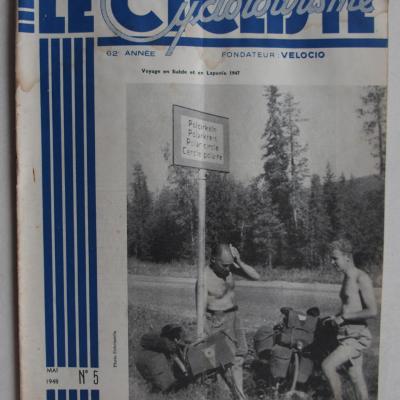 LE CYCLISTE
Cyclotourisme
62e ANNÉE
FONDATEUR: VELOCIO
Voyage en Suède et en Laponie 1947
Polcirkeln
Polarkreis
Polar circle
Cercle polaire
MAI
1948
N° 5